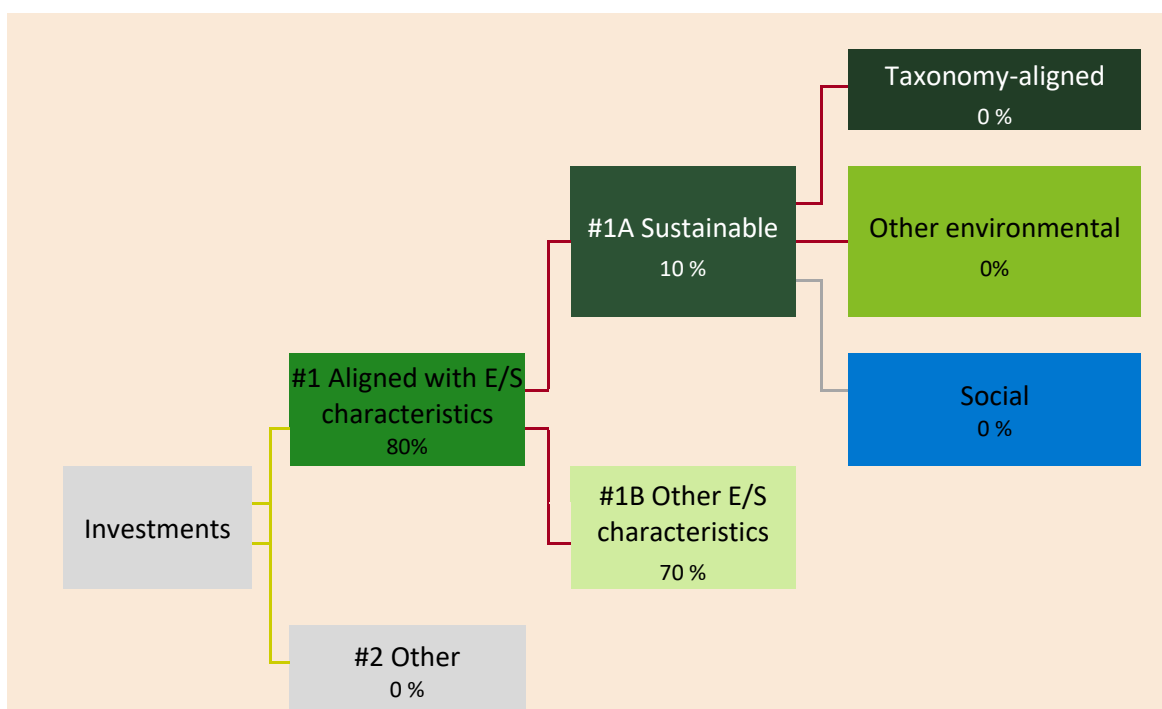 Taxonomy-aligned
0 %
#1A Sustainable
10 %
Other environmental
0%
#1 Aligned with E/S
characteristics
80%
Social
0 %
Investments
#1B Other E/S
characteristics
70 %
#2 Other
0 %